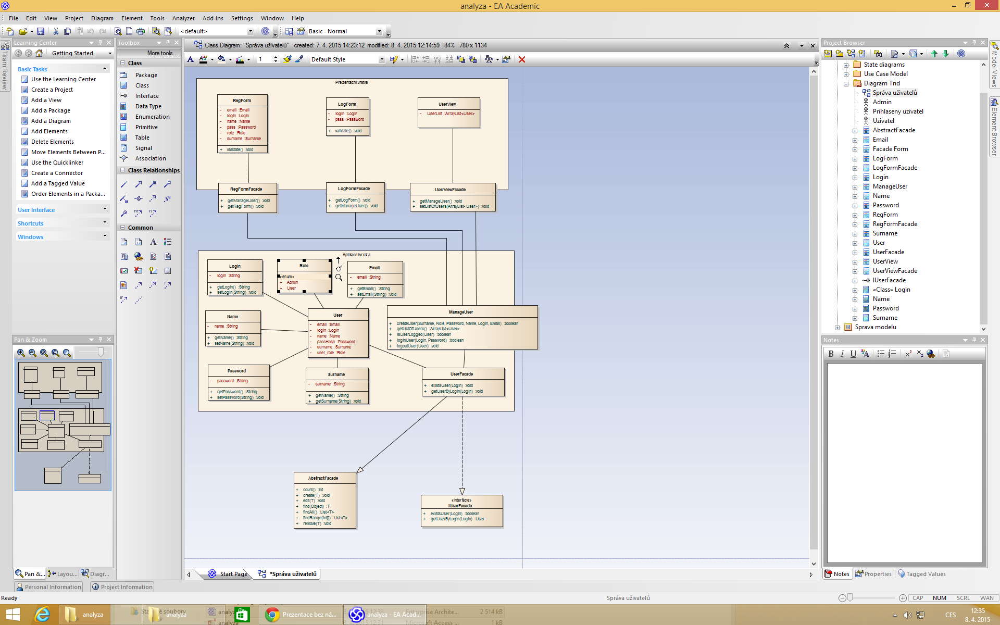 analyza - EA Academic
File Edit View Project Diagram Element Tools Analyzer Add-Ins Settings Window Help
<default> Basic - Normal
Team Review
Learning Center
Getting Started
Basic Tasks
Use the Learning Center
Create a Project
Add a View
Add a Package
Add a Diagram
Add Elements
Delete Elements
Move Elements Between P...
Use the Quicklinker
Create a Connector
Add a Tagged Value
Order Elements in a Packa...
User Interface
Shortcuts
Windows
Pan & Zoom
Pan &... Layou... Diagr...
Toolbox
More tools...
Class
Package
Class
Interface
Data Type
Enumeration
Primitive
Table
Signal
Association
Class Relationships
Common
Class Diagram: "Správa uživatelů" created: 7. 4. 2015 14:23:12 modified: 8. 4. 2015 12:14:59 84% 780 x 1134
1 Default Style
Prezentacni vrstva
RegForm
- email :Email
- login :Login
- name :Name
- pass :Password
- role :Role
- surname :Surname
+ validate() :void
LogForm
- login :Login
- pass :Password
+ validate() :void
UserView
- UserList :ArrayList<User>
RegFormFacade
+ getManageUser() :void
+ getRegForm() :void
LogFormFacade
+ getLogForm() :void
+ getManageUser() :void
UserViewFacade
+ getManageUser() :void
+ setListOfUsers(ArrayList<User>) :void
Aplikacni vrstva
Login
- login :String
+ getLogin() :String
+ setLogin(String) :void
Role
«enum»
+ Admin
+ User
Email
- email :String
+ getEmail() :String
+ setEmail(String) :void
Name
- name :String
+ getName() :String
+ setName(String) :void
User
- email :Email
- login :Login
- name :Name
- passHash :Password
- surname :Surname
- user_role :Role
ManageUser
+ createUser(Surname, Role, Password, Name, Login, Email) :boolean
+ getListOfUsers() :ArrayList<User>
+ isUserLogged(User) :boolean
+ loginUser(Login, Password) :boolean
+ logoutUser(User) :void
Password
- password :String
+ getPassword() :String
+ setPassword(String) :void
Surname
- surname :String
+ getName() :String
+ getSurname(String) :void
UserFacade
+ existsUser(Login) :void
+ getUserByLogin(Login) :void
AbstractFacade
+ count() :int
+ create(T) :void
+ edit(T) :void
+ find(Object) :T
+ findAll() :List<T>
+ findRange(int[]) :List<T>
+ remove(T) :void
«interface»
IUserFacade
+ existsUser(Login) :boolean
+ getUserByLogin(Login) :User
Start Page *Správa uživatelů
Project Browser
State diagrams
Use Case Model
Diagram Trid
Správa uživatelů
Admin
Prihlaseny uzivatel
Uzivatel
AbstractFacade
Email
Facade Form
LogForm
LogFormFacade
Login
ManageUser
Name
Password
RegForm
RegFormFacade
Surname
User
UserFacade
UserView
UserViewFacade
IUserFacade
«Class» Login
Name
Password
Surname
Sprava modelu
Notes
B I U A x² x₂
Notes Properties Tagged Values
Model Views
Element Browser
Personal Information Project Information
Ready Správa uživatelů CAP NUM SCRL WAN
analyza analyza Prezentace bez ná... analyza - EA Acad...
Enterprise Archite... 2 514 kB
Microsoft Access ... 1 kB
CES 12:35
8. 4. 2015